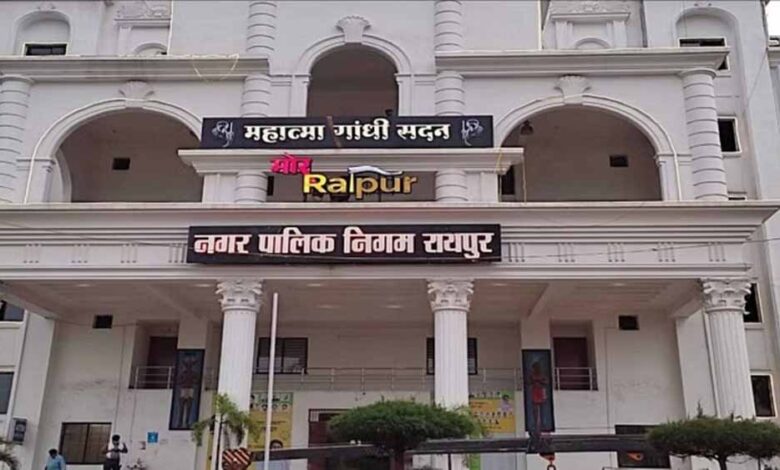 महात्मा गांधी सदन
मोर
Raipur
नगर पालिक निगम रायपुर